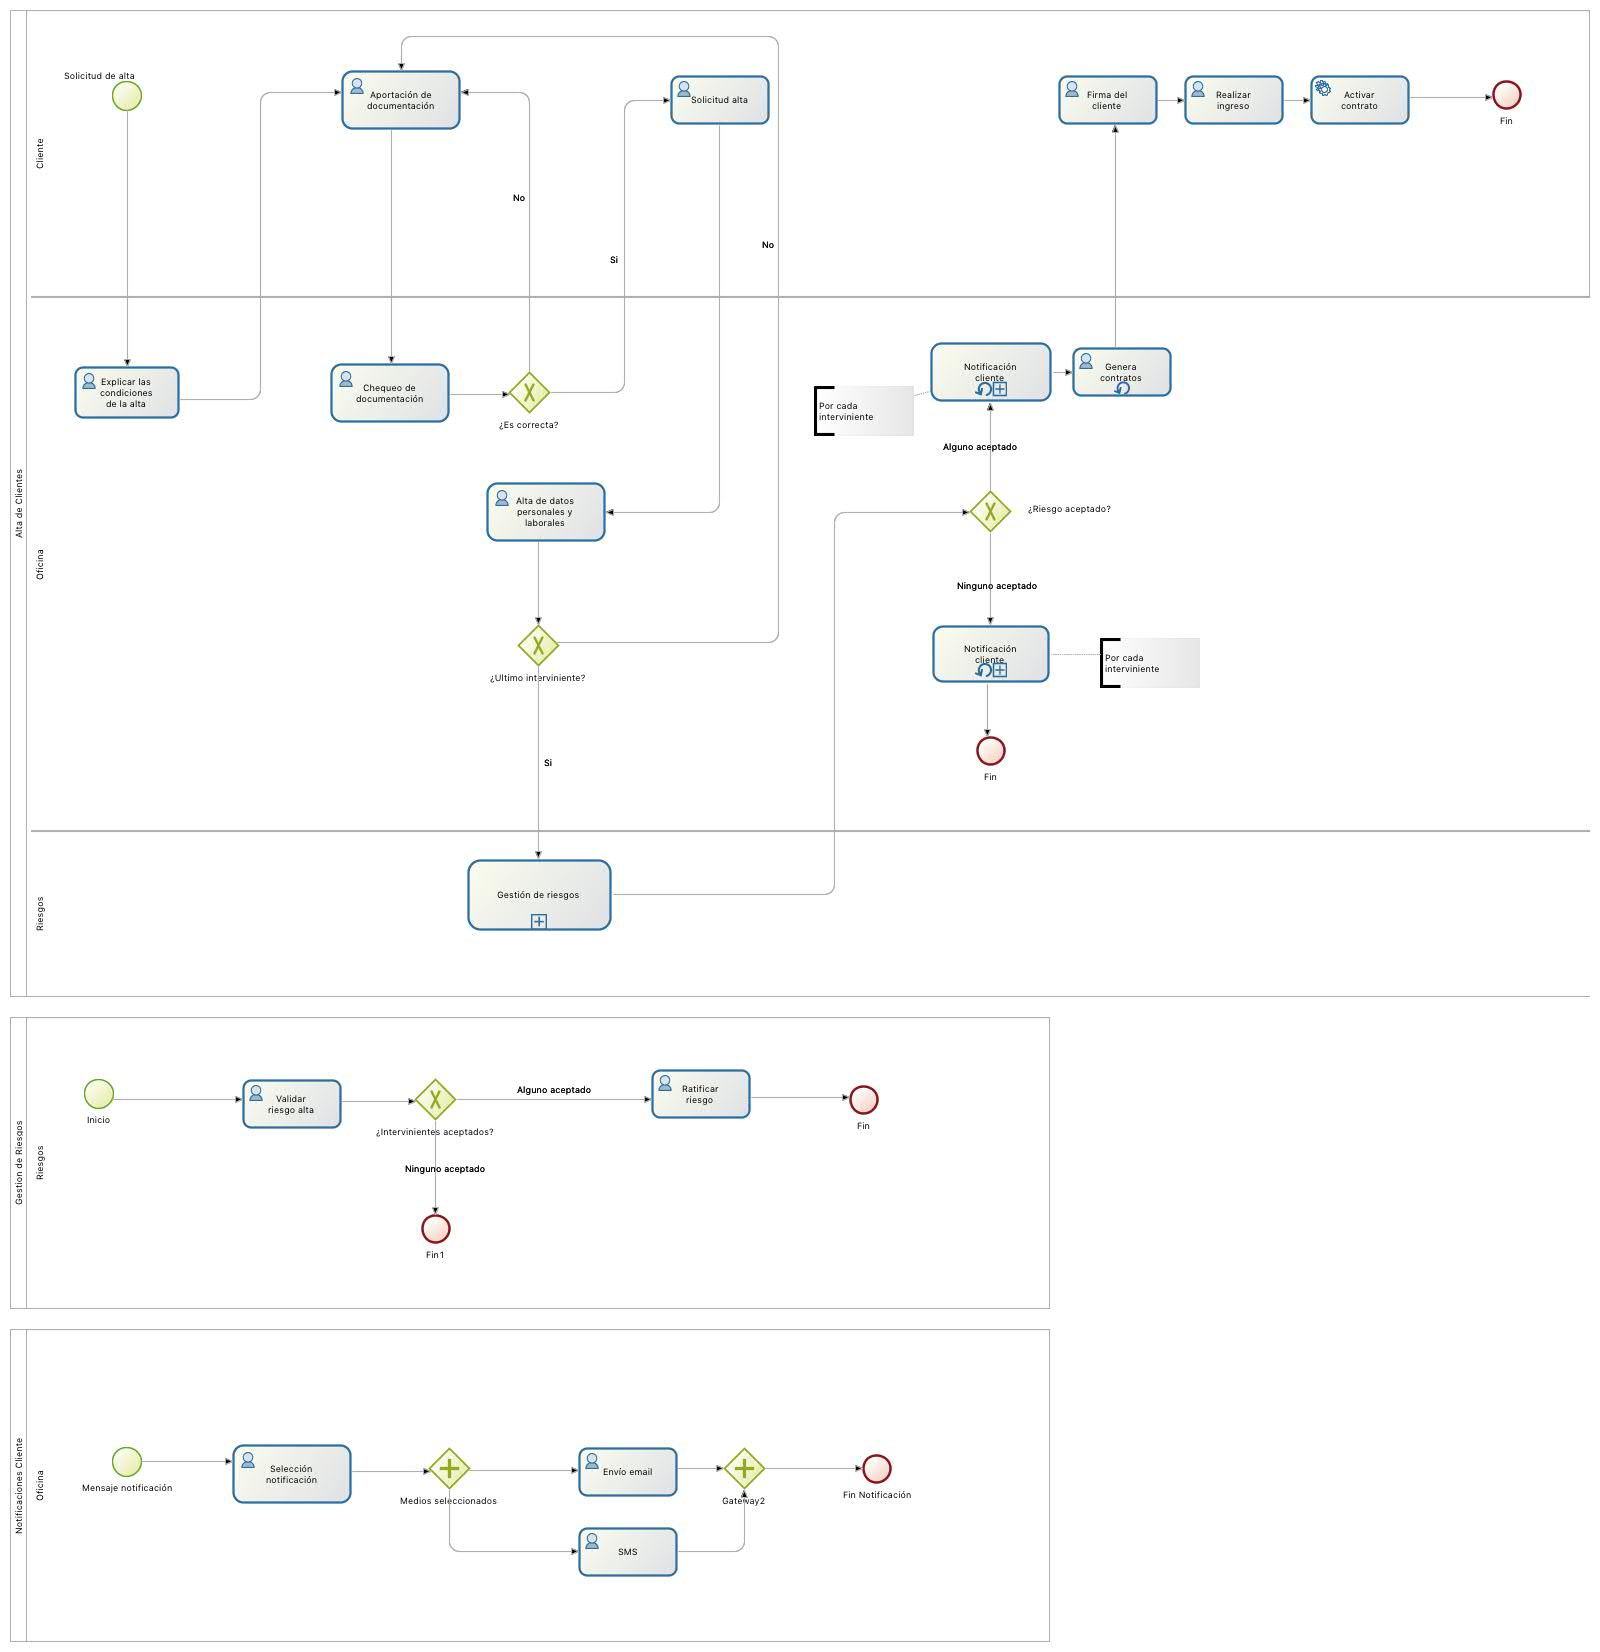 Alta de Clientes
Cliente
Solicitud de alta
Aportación de
documentación
Solicitud alta
Firma del
cliente
Realizar
ingreso
Activar
contrato
Fin
No
Si
No
Oficina
Explicar las
condiciones
de la alta
Chequeo de
documentación
¿Es correcta?
Notificación
cliente
Genera
contratos
Por cada
interviniente
Alguno aceptado
Alta de datos
personales y
laborales
¿Riesgo aceptado?
Ninguno aceptado
¿Ultimo interviniente?
Notificación
cliente
Por cada
interviniente
Si
Fin
Riesgos
Gestión de riesgos
Gestion de Riesgos
Riesgos
Inicio
Validar
riesgo alta
¿Intervinientes aceptados?
Alguno aceptado
Ratificar
riesgo
Fin
Ninguno aceptado
Fin1
Notificaciones Cliente
Oficina
Mensaje notificación
Selección
notificación
Medios seleccionados
Envío email
Gateway2
Fin Notificación
SMS